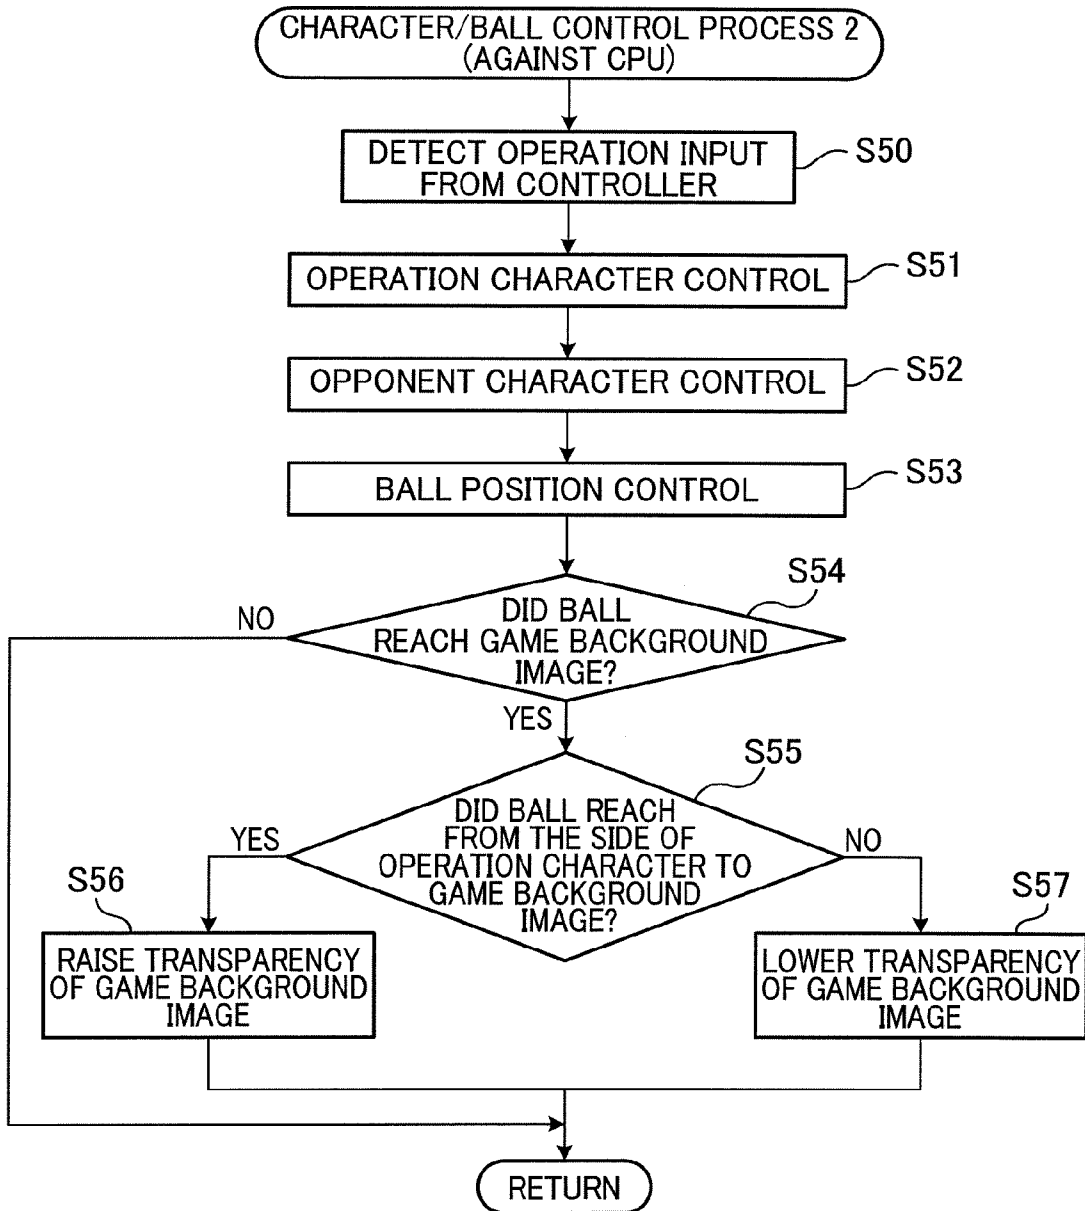 CHARACTER/BALL CONTROL PROCESS 2
(AGAINST CPU)
DETECT OPERATION INPUT
FROM CONTROLLER
S50
OPERATION CHARACTER CONTROL
S51
OPPONENT CHARACTER CONTROL
S52
BALL POSITION CONTROL
S53
S54
NO
DID BALL
REACH GAME BACKGROUND
IMAGE?
YES
S55
YES
DID BALL REACH
FROM THE SIDE OF
OPERATION CHARACTER TO
GAME BACKGROUND
IMAGE?
NO
S56
RAISE TRANSPARENCY
OF GAME BACKGROUND
IMAGE
S57
LOWER TRANSPARENCY
OF GAME BACKGROUND
IMAGE
RETURN